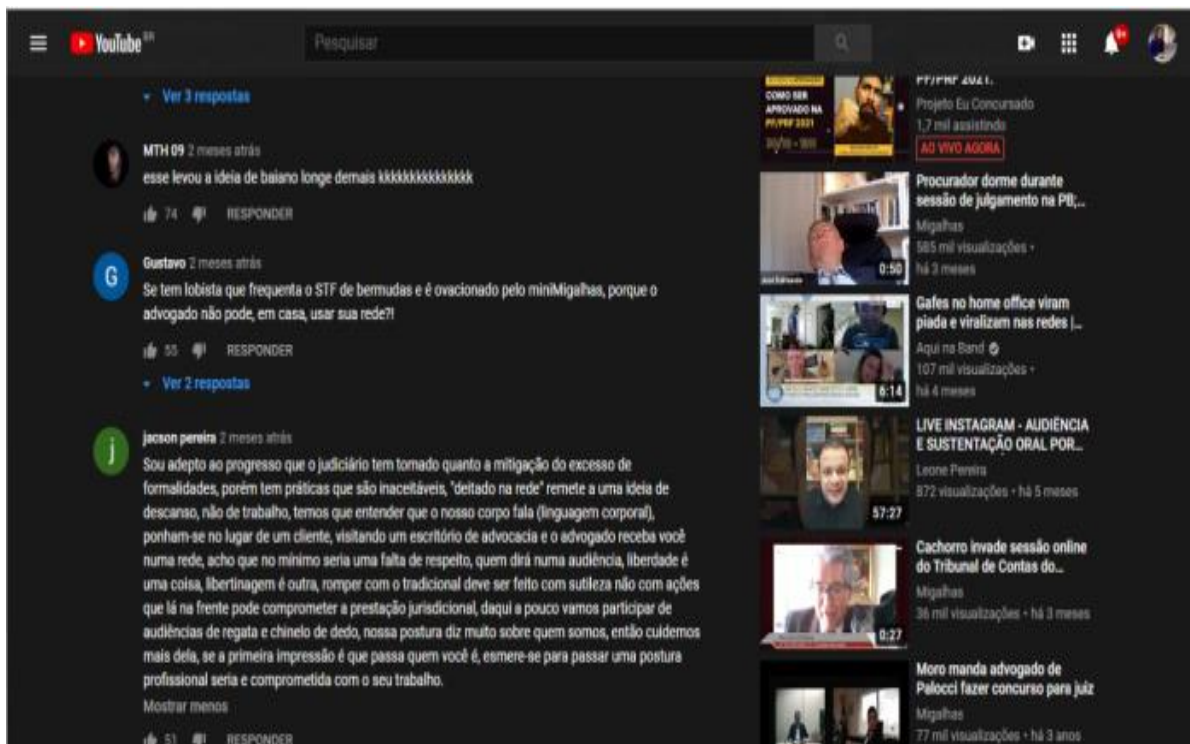 YouTube BR
Pesquisar
9+
Ver 3 respostas
MTH 09 2 meses atrás
esse levou a ideia de baiano longe demais kkkkkkkkkkkkkkk
74 RESPONDER
G
Gustavo 2 meses atrás
Se tem lobista que frequenta o STF de bermudas e é ovacionado pelo miniMigalhas, porque o
advogado não pode, em casa, usar sua rede?!
55 RESPONDER
Ver 2 respostas
j
jacson pereira 2 meses atrás
Sou adepto ao progresso que o judiciário tem tomado quanto a mitigação do excesso de
formalidades, porém tem práticas que são inaceitáveis, "deitado na rede" remete a uma ideia de
descanso, não de trabalho, temos que entender que o nosso corpo fala (linguagem corporal),
ponham-se no lugar de um cliente, visitando um escritório de advocacia e o advogado receba você
numa rede, acho que no mínimo seria uma falta de respeito, quem dirá numa audiência, liberdade é
uma coisa, libertinagem é outra, romper com o tradicional deve ser feito com sutileza não com ações
que lá na frente pode comprometer a prestação jurisdicional, daqui a pouco vamos participar de
audiências de regata e chinelo de dedo, nossa postura diz muito sobre quem somos, então cuidemos
mais dela, se a primeira impressão é que passa quem você é, esmere-se para passar uma postura
profissional seria e comprometida com o seu trabalho.
Mostrar menos
51 RESPONDER
COMO SER
APROVADO NA
PF/PRF 2021
PF/PRF 2021.
Projeto Eu Concursado
1,7 mil assistindo
AO VIVO AGORA
0:50
Procurador dorme durante
sessão de julgamento na PB;...
Migalhas
585 mil visualizações •
há 3 meses
6:14
Gafes no home office viram
piada e viralizam nas redes |...
Aqui na Band
107 mil visualizações •
há 4 meses
57:27
LIVE INSTAGRAM - AUDIÊNCIA
E SUSTENTAÇÃO ORAL POR...
Leone Pereira
872 visualizações • há 5 meses
0:27
Cachorro invade sessão online
do Tribunal de Contas do...
Migalhas
36 mil visualizações • há 3 meses
Moro manda advogado de
Palocci fazer concurso para juiz
Migalhas
77 mil visualizações • há 3 anos